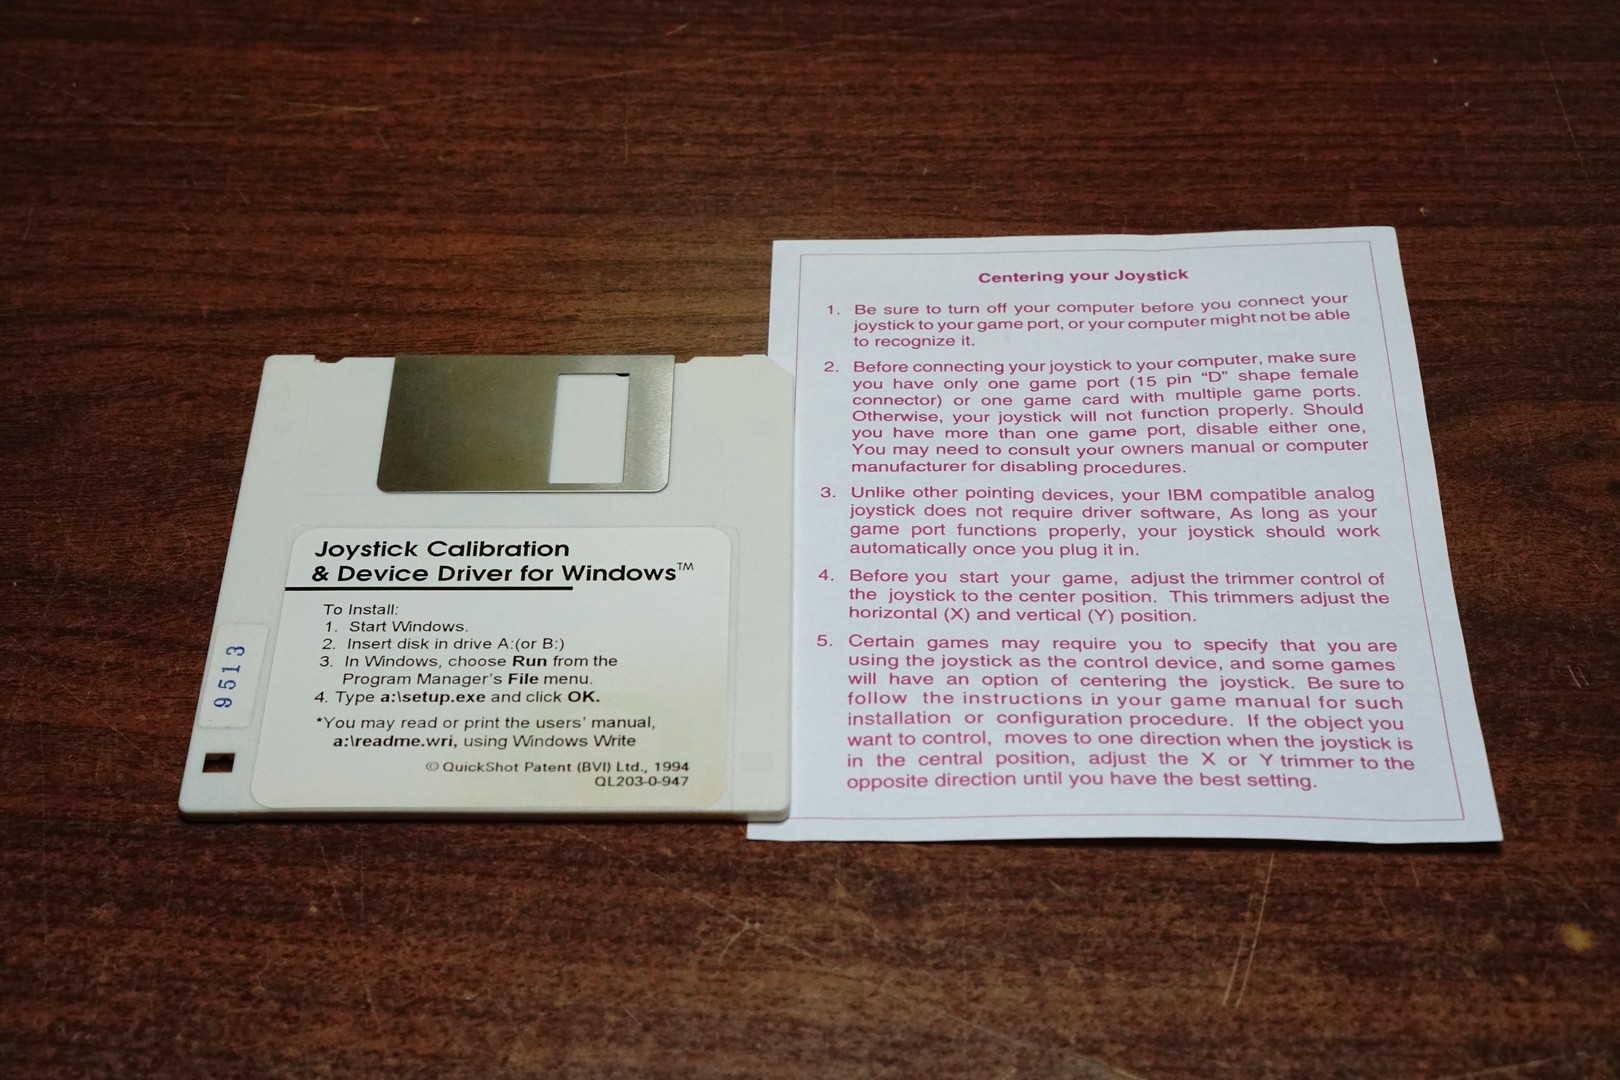 Joystick Calibration
& Device Driver for Windows™
To Install:
1. Start Windows.
2. Insert disk in drive A:(or B:)
3. In Windows, choose Run from the
Program Manager's File menu.
4. Type a:\setup.exe and click OK.
*You may read or print the users' manual,
a:\readme.wri, using Windows Write
© QuickShot Patent (BVI) Ltd., 1994
QL203-0-947
9513
Centering your Joystick
1. Be sure to turn off your computer before you connect your
joystick to your game port, or your computer might not be able
to recognize it.
2. Before connecting your joystick to your computer, make sure
you have only one game port (15 pin “D” shape female
connector) or one game card with multiple game ports.
Otherwise, your joystick will not function properly. Should
you have more than one game port, disable either one,
You may need to consult your owners manual or computer
manufacturer for disabling procedures.
3. Unlike other pointing devices, your IBM compatible analog
joystick does not require driver software, As long as your
game port functions properly, your joystick should work
automatically once you plug it in.
4. Before you start your game, adjust the trimmer control of
the joystick to the center position. This trimmers adjust the
horizontal (X) and vertical (Y) position.
5. Certain games may require you to specify that you are
using the joystick as the control device, and some games
will have an option of centering the joystick. Be sure to
follow the instructions in your game manual for such
installation or configuration procedure. If the object you
want to control, moves to one direction when the joystick is
in the central position, adjust the X or Y trimmer to the
opposite direction until you have the best setting.